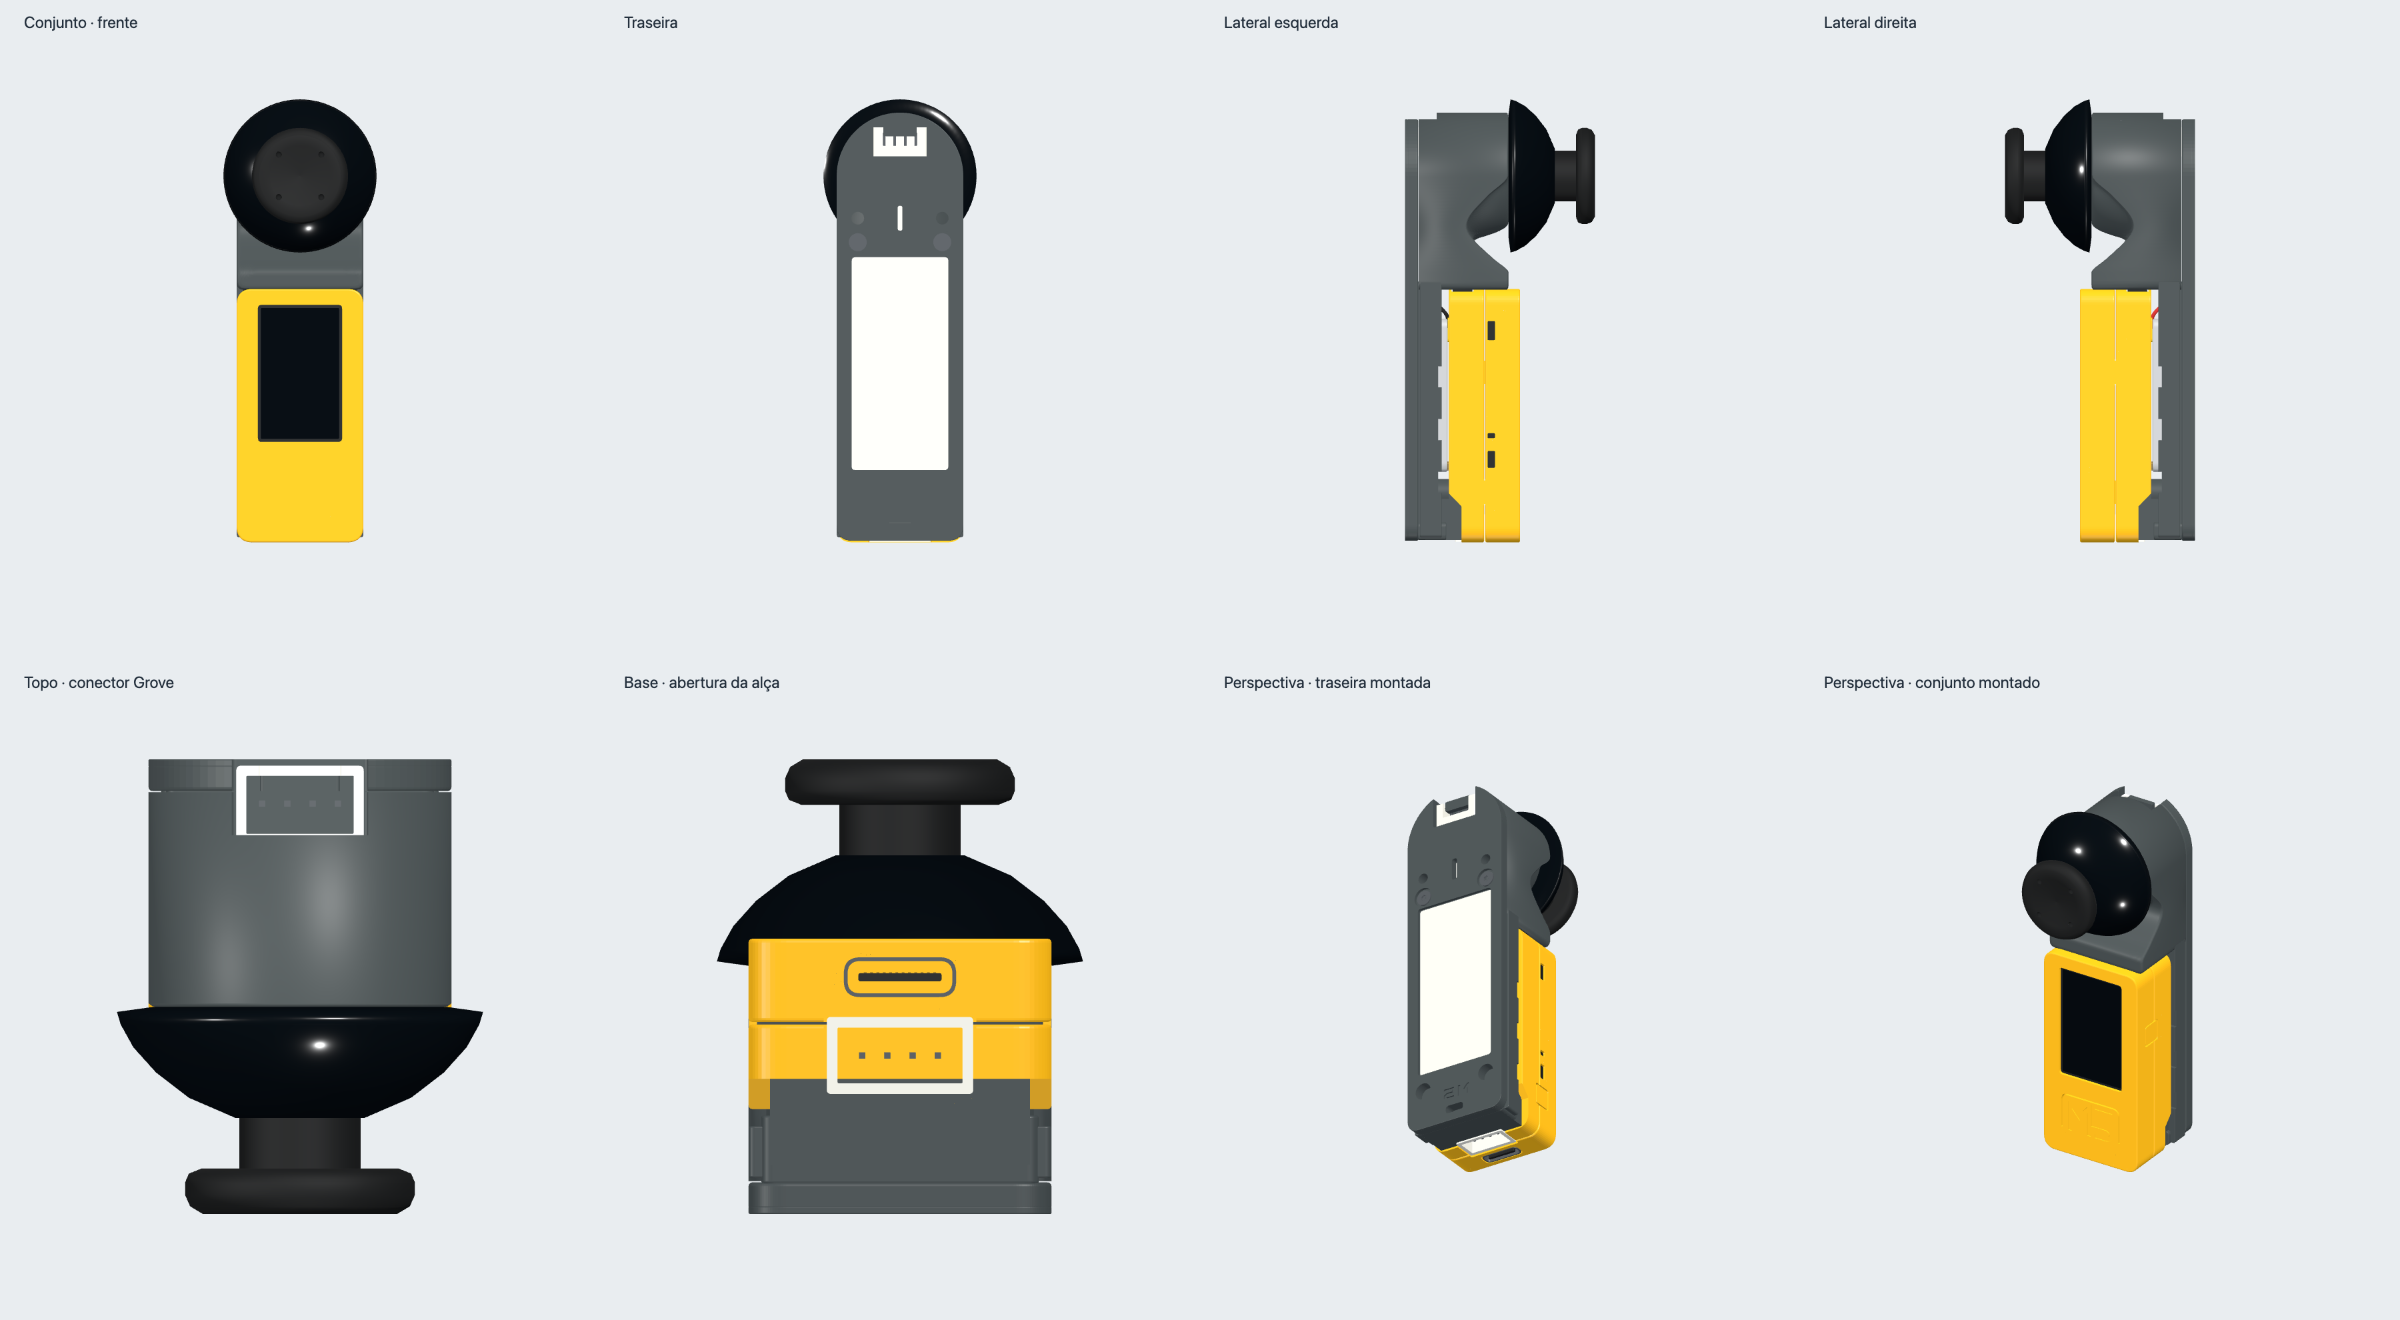 Conjunto · frente
Traseira
Lateral esquerda
Lateral direita
Topo · conector Grove
Base · abertura da alça
Perspectiva · traseira montada
Perspectiva · conjunto montado